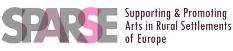 SPARSE
Supporting & Promoting
Arts in Rural Settlements
of Europe